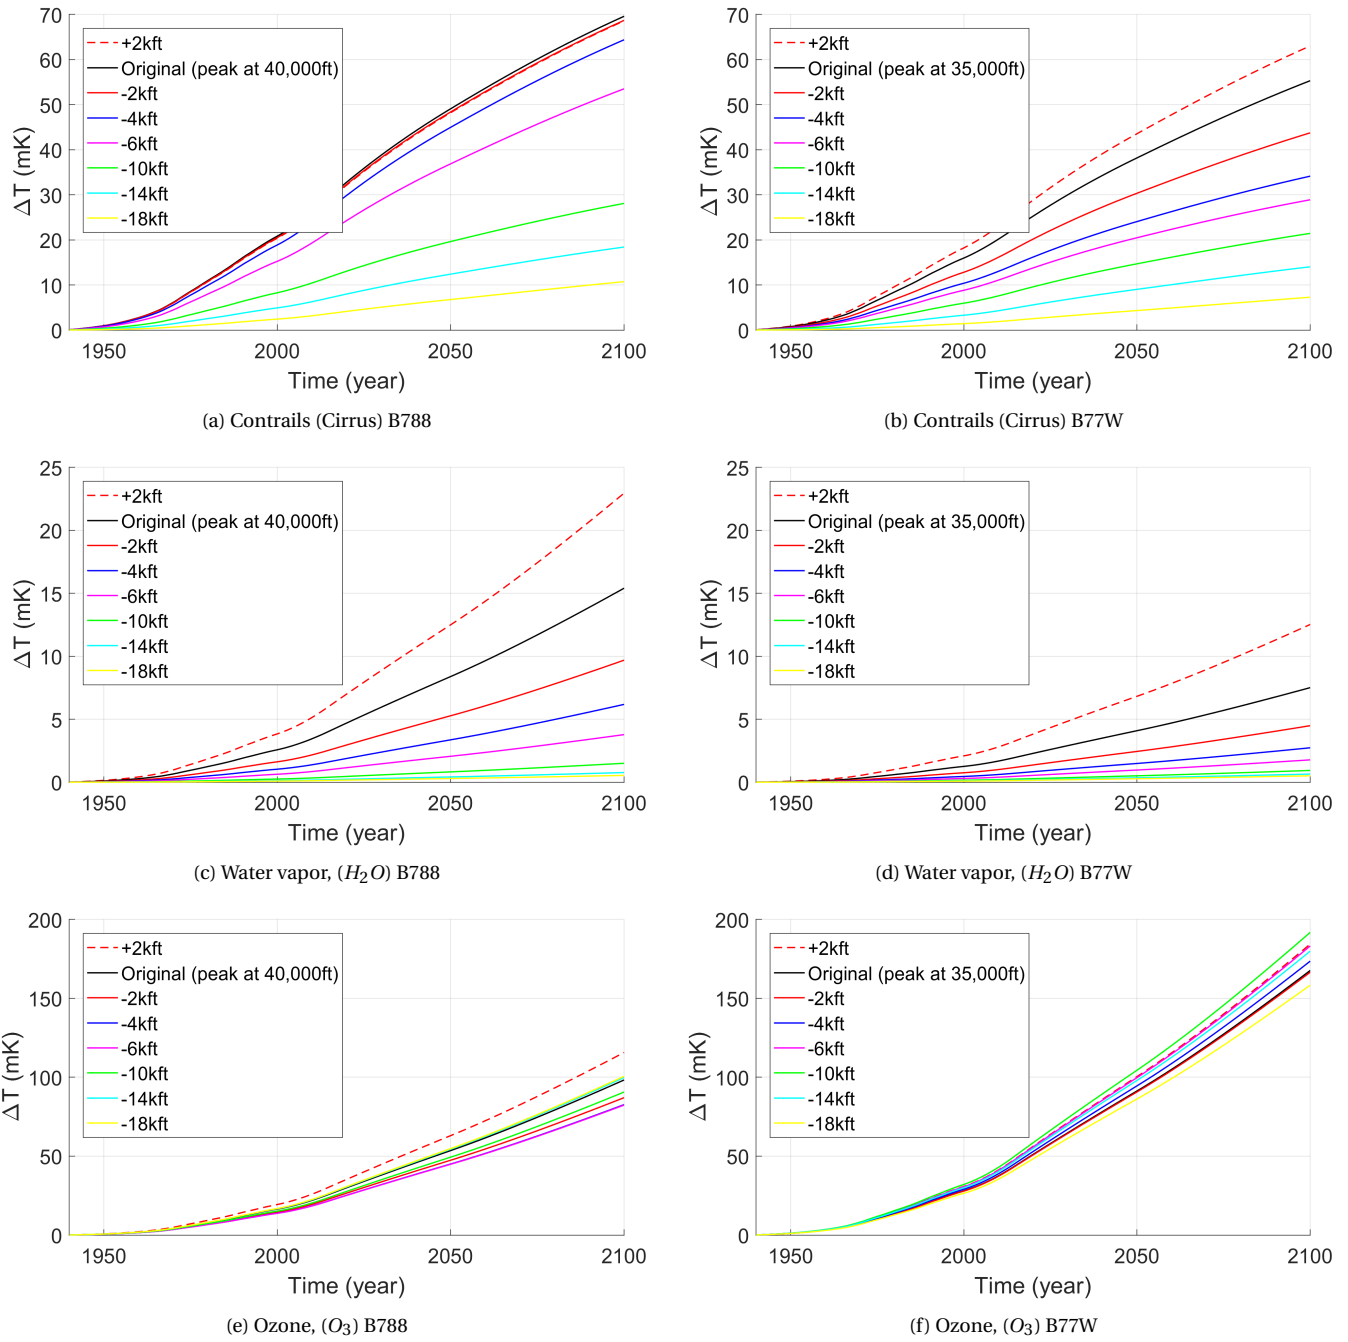 70
60
50
40
30
20
10
0
ΔT (mK)
+2kft
Original (peak at 40,000ft)
-2kft
-4kft
-6kft
-10kft
-14kft
-18kft
1950 2000 2050 2100
Time (year)
(a) Contrails (Cirrus) B788
70
60
50
40
30
20
10
0
ΔT (mK)
+2kft
Original (peak at 35,000ft)
-2kft
-4kft
-6kft
-10kft
-14kft
-18kft
1950 2000 2050 2100
Time (year)
(b) Contrails (Cirrus) B77W
25
20
15
10
5
0
ΔT (mK)
+2kft
Original (peak at 40,000ft)
-2kft
-4kft
-6kft
-10kft
-14kft
-18kft
1950 2000 2050 2100
Time (year)
(c) Water vapor, (H₂O) B788
25
20
15
10
5
0
ΔT (mK)
+2kft
Original (peak at 35,000ft)
-2kft
-4kft
-6kft
-10kft
-14kft
-18kft
1950 2000 2050 2100
Time (year)
(d) Water vapor, (H₂O) B77W
200
150
100
50
0
ΔT (mK)
+2kft
Original (peak at 40,000ft)
-2kft
-4kft
-6kft
-10kft
-14kft
-18kft
1950 2000 2050 2100
Time (year)
(e) Ozone, (O₃) B788
200
150
100
50
0
ΔT (mK)
+2kft
Original (peak at 35,000ft)
-2kft
-4kft
-6kft
-10kft
-14kft
-18kft
1950 2000 2050 2100
Time (year)
(f) Ozone, (O₃) B77W